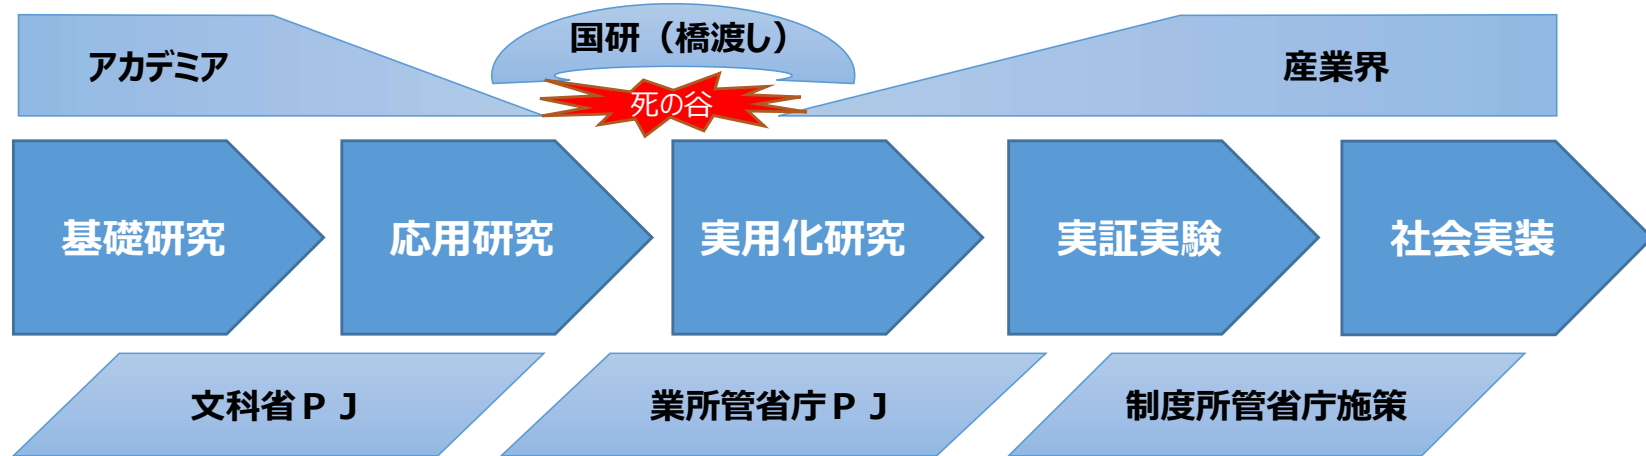 国研（橋渡し）
アカデミア
産業界
死の谷
基礎研究
応用研究
実用化研究
実証実験
社会実装
文科省ＰＪ
業所管省庁ＰＪ
制度所管省庁施策